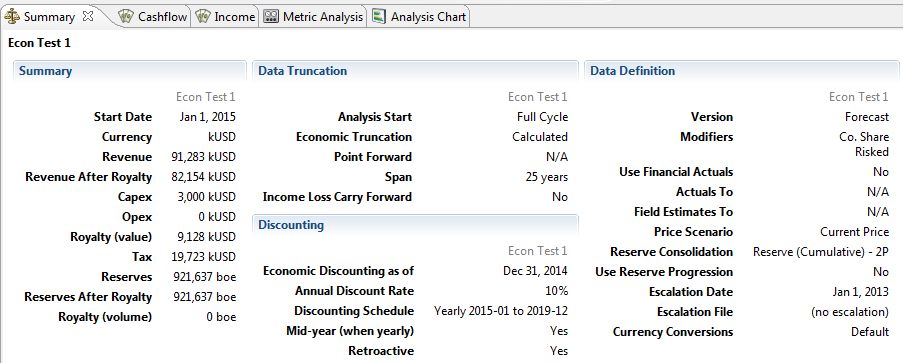 Summary Cashflow Income Metric Analysis Analysis Chart
Econ Test 1
Summary
Econ Test 1
Start Date Jan 1, 2015
Currency kUSD
Revenue 91,283 kUSD
Revenue After Royalty 82,154 kUSD
Capex 3,000 kUSD
Opex 0 kUSD
Royalty (value) 9,128 kUSD
Tax 19,723 kUSD
Reserves 921,637 boe
Reserves After Royalty 921,637 boe
Royalty (volume) 0 boe
Data Truncation
Econ Test 1
Analysis Start Full Cycle
Economic Truncation Calculated
Point Forward N/A
Span 25 years
Income Loss Carry Forward No
Discounting
Econ Test 1
Economic Discounting as of Dec 31, 2014
Annual Discount Rate 10%
Discounting Schedule Yearly 2015-01 to 2019-12
Mid-year (when yearly) Yes
Retroactive Yes
Data Definition
Econ Test 1
Version Forecast
Modifiers Co. Share
Risked
Use Financial Actuals No
Actuals To N/A
Field Estimates To N/A
Price Scenario Current Price
Reserve Consolidation Reserve (Cumulative) - 2P
Use Reserve Progression No
Escalation Date Jan 1, 2013
Escalation File (no escalation)
Currency Conversions Default